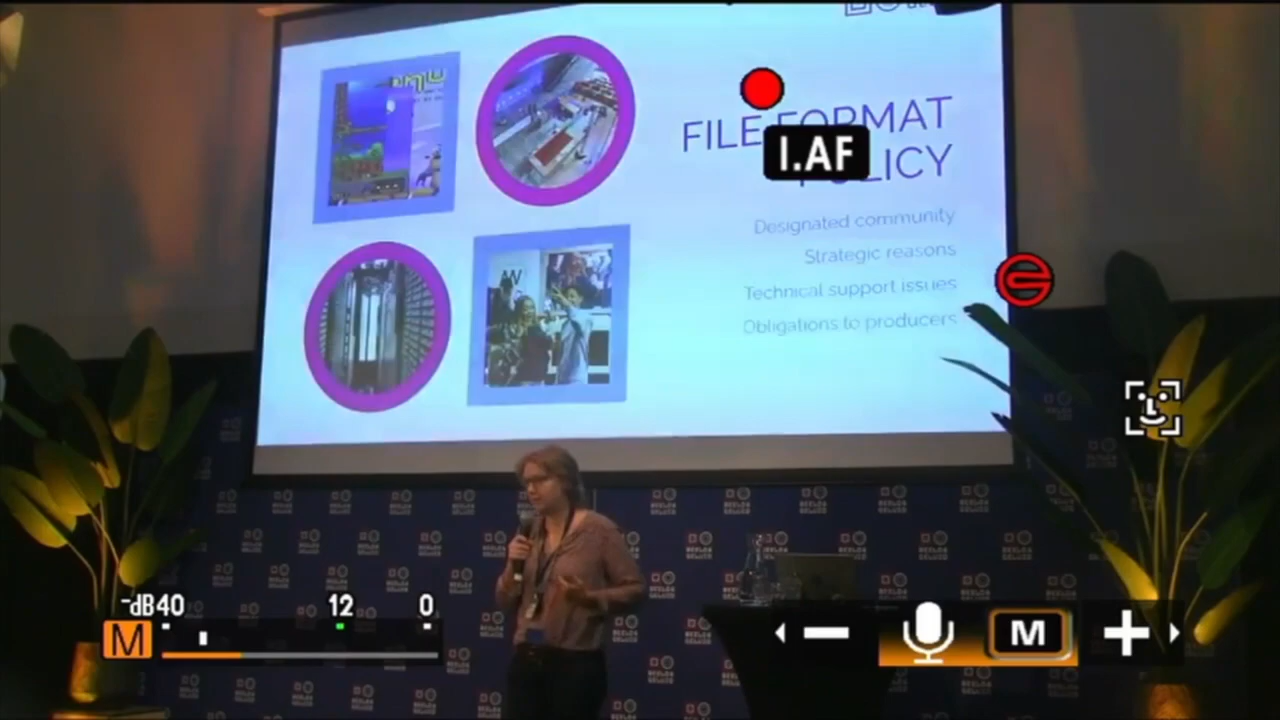 FILE FORMAT
POLICY
I.AF
Designated community
Strategic reasons
Technical support issues
Obligations to producers
-dB40 12 0
M
M